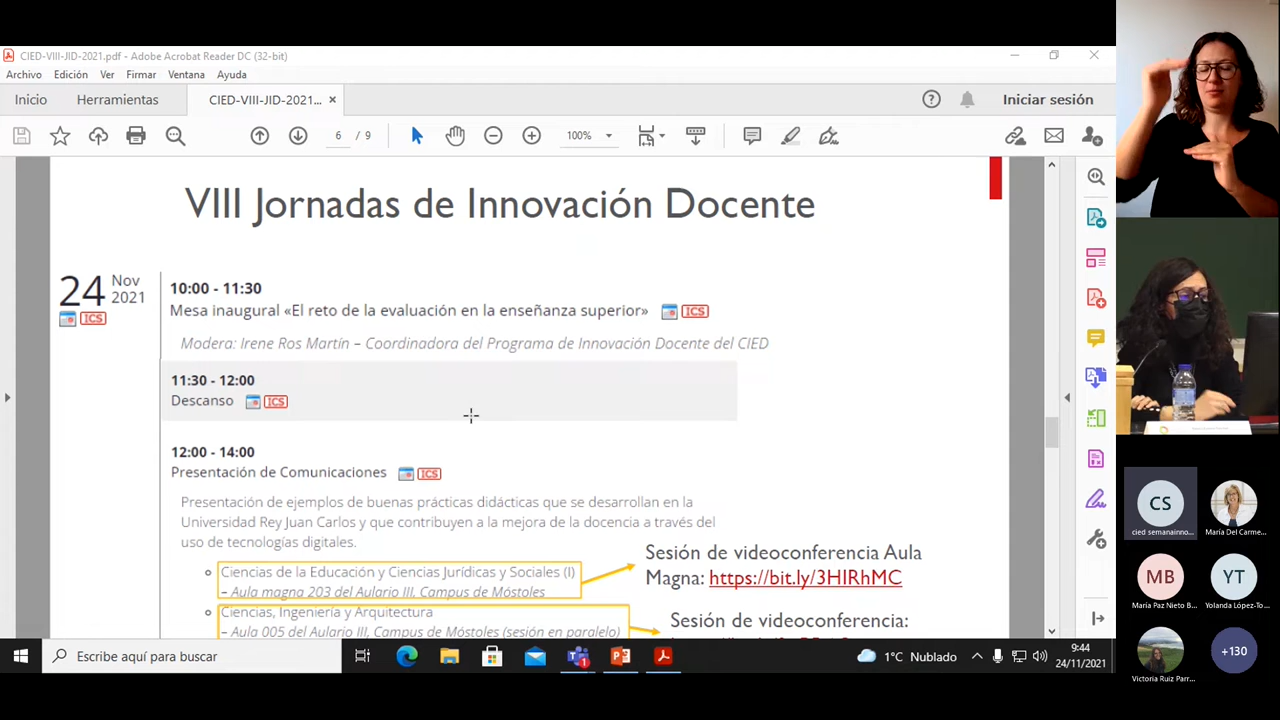 CIED-VIII-JID-2021.pdf - Adobe Acrobat Reader DC (32-bit)
Archivo Edición Ver Firmar Ventana Ayuda
Inicio Herramientas CIED-VIII-JID-2021... × Iniciar sesión
6 / 9 100%
VIII Jornadas de Innovación Docente
24 Nov 2021
ICS
10:00 - 11:30
Mesa inaugural «El reto de la evaluación en la enseñanza superior» ICS
Modera: Irene Ros Martín – Coordinadora del Programa de Innovación Docente del CIED
11:30 - 12:00
Descanso ICS
12:00 - 14:00
Presentación de Comunicaciones ICS
Presentación de ejemplos de buenas prácticas didácticas que se desarrollan en la
Universidad Rey Juan Carlos y que contribuyen a la mejora de la docencia a través del
uso de tecnologías digitales.
Ciencias de la Educación y Ciencias Jurídicas y Sociales (I)
– Aula magna 203 del Aulario III, Campus de Móstoles
Sesión de videoconferencia Aula
Magna: https://bit.ly/3HIRhMC
Ciencias, Ingeniería y Arquitectura
– Aula 005 del Aulario III, Campus de Móstoles (sesión en paralelo)
Sesión de videoconferencia:
Escribe aquí para buscar
1°C Nublado
9:44
24/11/2021
CS
cied semanainno...
María Del Carme...
MB
María Paz Nieto B...
YT
Yolanda López-To...
Victoria Ruiz Parr...
+130